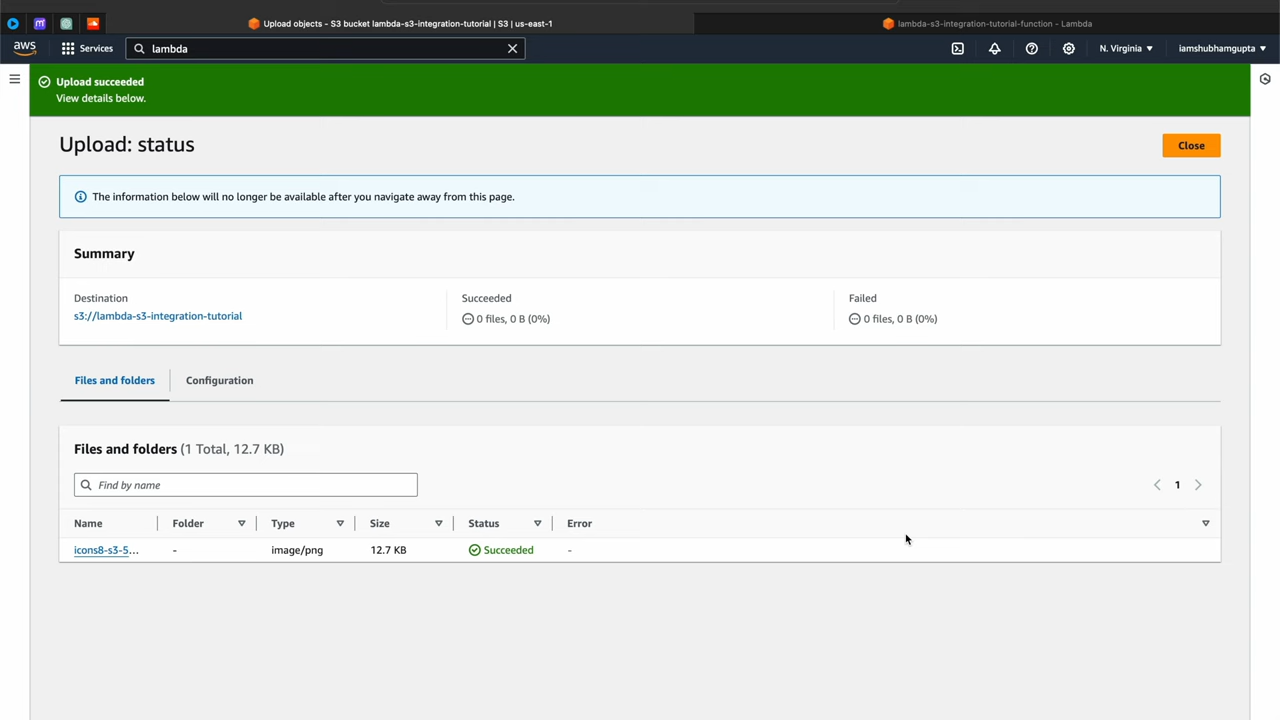 Upload objects - S3 bucket lambda-s3-integration-tutorial | S3 | us-east-1
lambda-s3-integration-tutorial-function - Lambda
aws
Services
lambda
N. Virginia
iamshubhamgupta
Upload succeeded
View details below.
Upload: status
Close
The information below will no longer be available after you navigate away from this page.
Summary
Destination
Succeeded
Failed
s3://lambda-s3-integration-tutorial
0 files, 0 B (0%)
0 files, 0 B (0%)
Files and folders
Configuration
Files and folders (1 Total, 12.7 KB)
Find by name
1
Name
Folder
Type
Size
Status
Error
icons8-s3-5...
-
image/png
12.7 KB
Succeeded
-